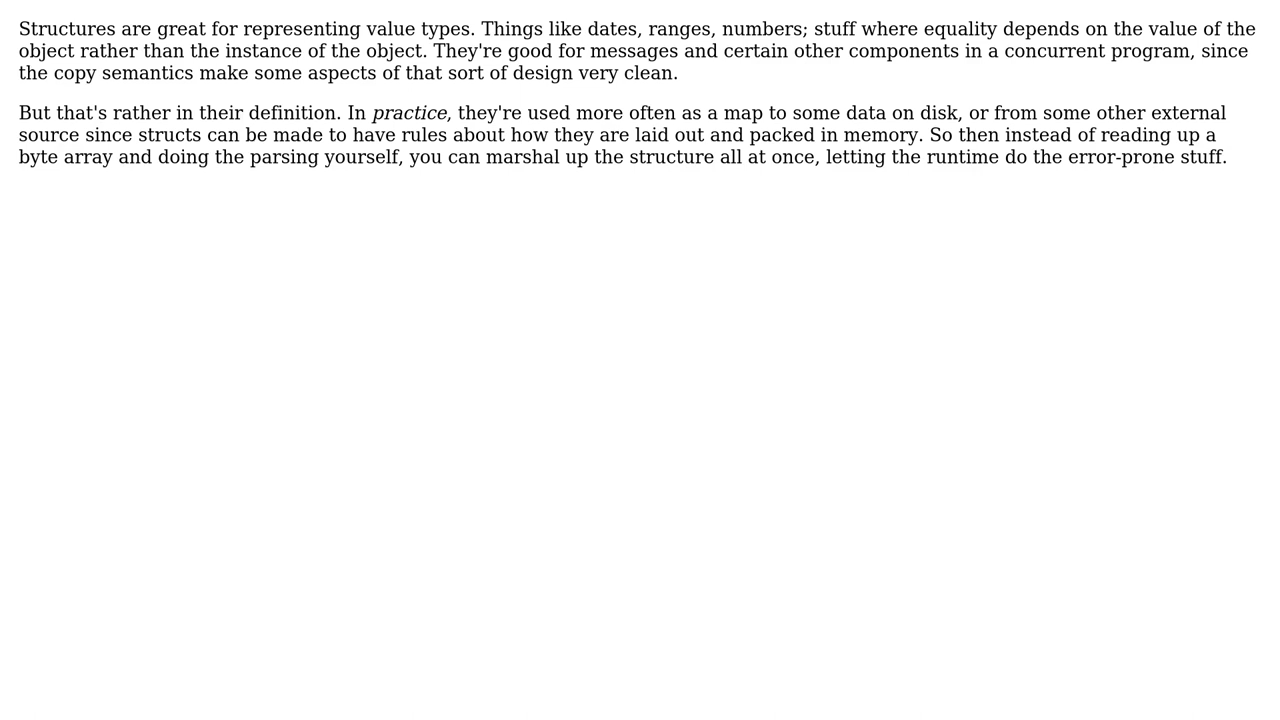 Structures are great for representing value types. Things like dates, ranges, numbers; stuff where equality depends on the value of the
object rather than the instance of the object. They're good for messages and certain other components in a concurrent program, since
the copy semantics make some aspects of that sort of design very clean.
But that's rather in their definition. In practice, they're used more often as a map to some data on disk, or from some other external
source since structs can be made to have rules about how they are laid out and packed in memory. So then instead of reading up a
byte array and doing the parsing yourself, you can marshal up the structure all at once, letting the runtime do the error-prone stuff.